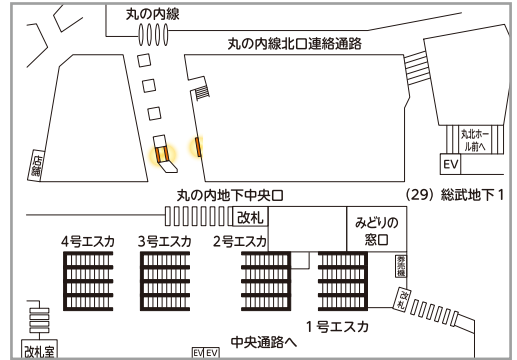 丸の内線
丸の内線北口連絡通路
丸北ホー
ル前へ
EV
店舗
丸の内地下中央口
(29) 総武地下1
改札
みどりの
窓口
4号エスカ
3号エスカ
2号エスカ
券売機
改札
1号エスカ
中央通路へ
改札室
EV EV